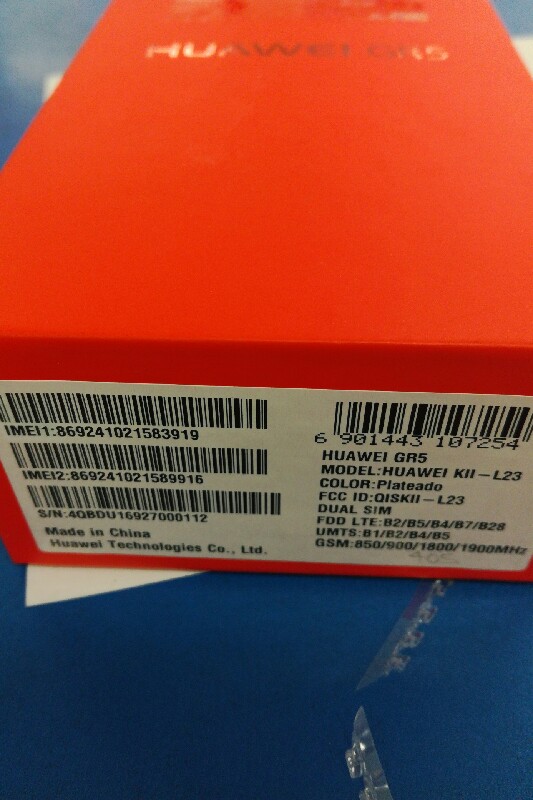 HUAWEI GR5
IMEI1:869241021583919
IMEI2:869241021589916
S/N:4QBDU16927000112
Made in China
Huawei Technologies Co., Ltd.
6 901443 107254
HUAWEI GR5
MODEL:HUAWEI KII-L23
COLOR:Plateado
FCC ID:QISKII-L23
DUAL SIM
FDD LTE:B2/B5/B4/B7/B28
UMTS:B1/B2/B4/B5
GSM:850/900/1800/1900MHz